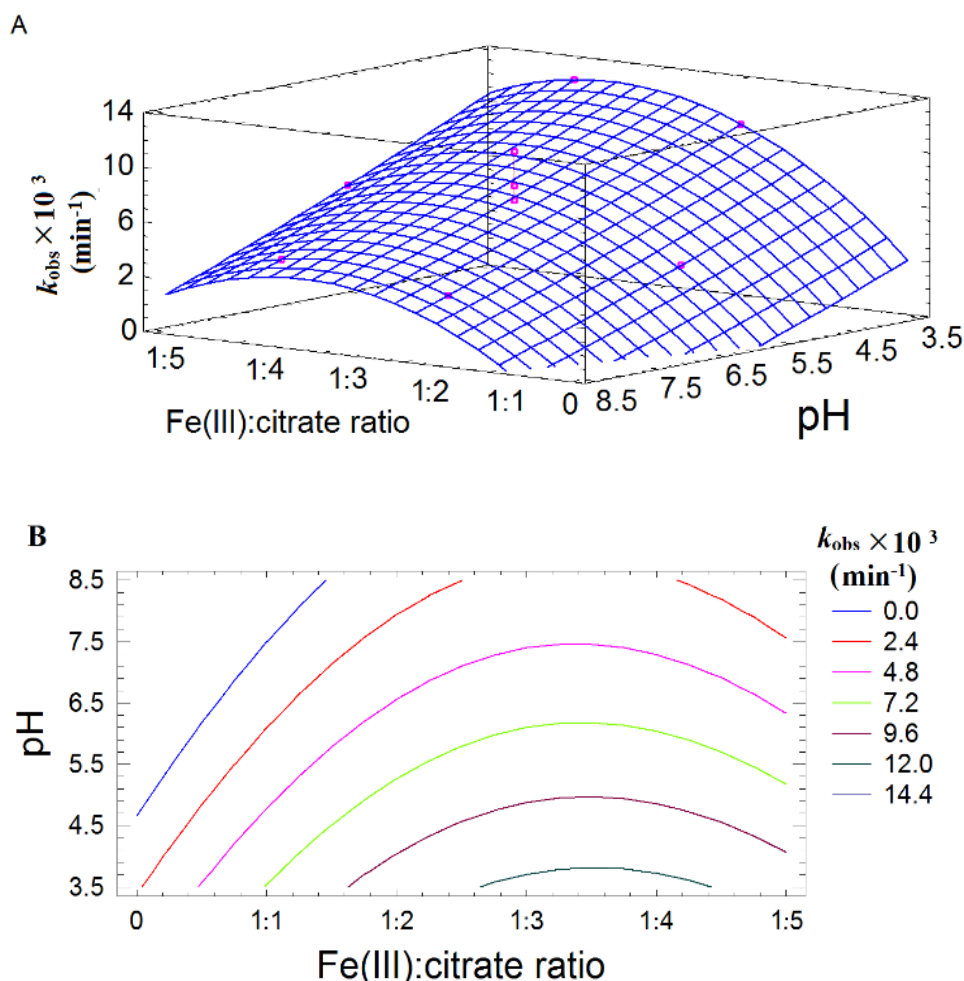 A
14
10
6
2
0
k_obs × 10 ³
(min⁻¹)
1:5
1:4
1:3
1:2
1:1
0
8.5
7.5
6.5
5.5
4.5
3.5
Fe(III):citrate ratio
pH
B
k_obs × 10 ³
(min⁻¹)
0.0
2.4
4.8
7.2
9.6
12.0
14.4
8.5
7.5
6.5
5.5
4.5
3.5
pH
0 1:1 1:2 1:3 1:4 1:5
Fe(III):citrate ratio